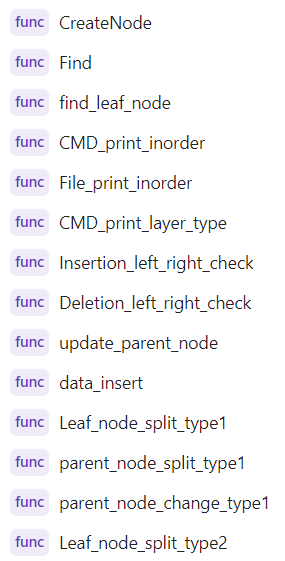 func CreateNode
func Find
func find_leaf_node
func CMD_print_inorder
func File_print_inorder
func CMD_print_layer_type
func Insertion_left_right_check
func Deletion_left_right_check
func update_parent_node
func data_insert
func Leaf_node_split_type1
func parent_node_split_type1
func parent_node_change_type1
func Leaf_node_split_type2